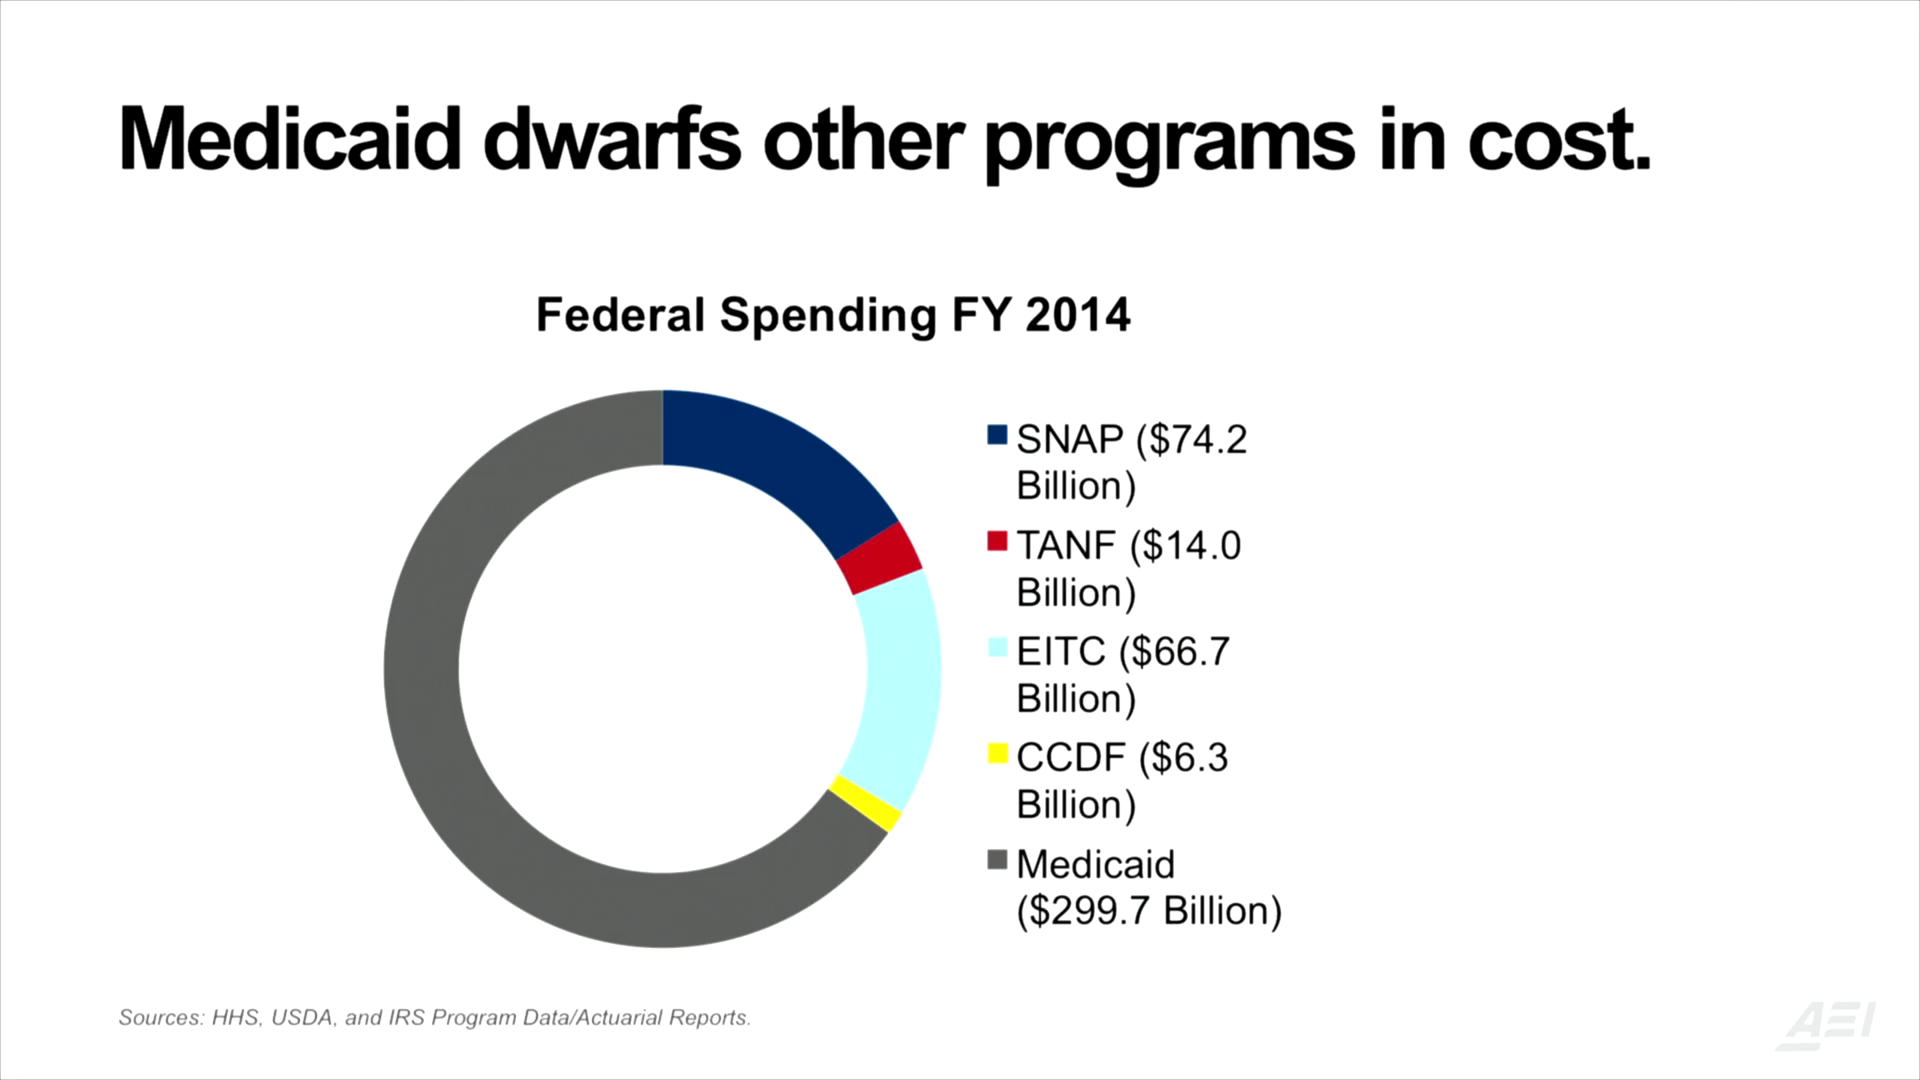 Medicaid dwarfs other programs in cost.
Federal Spending FY 2014
SNAP ($74.2
Billion)
TANF ($14.0
Billion)
EITC ($66.7
Billion)
CCDF ($6.3
Billion)
Medicaid
($299.7 Billion)
Sources: HHS, USDA, and IRS Program Data/Actuarial Reports.
AEI